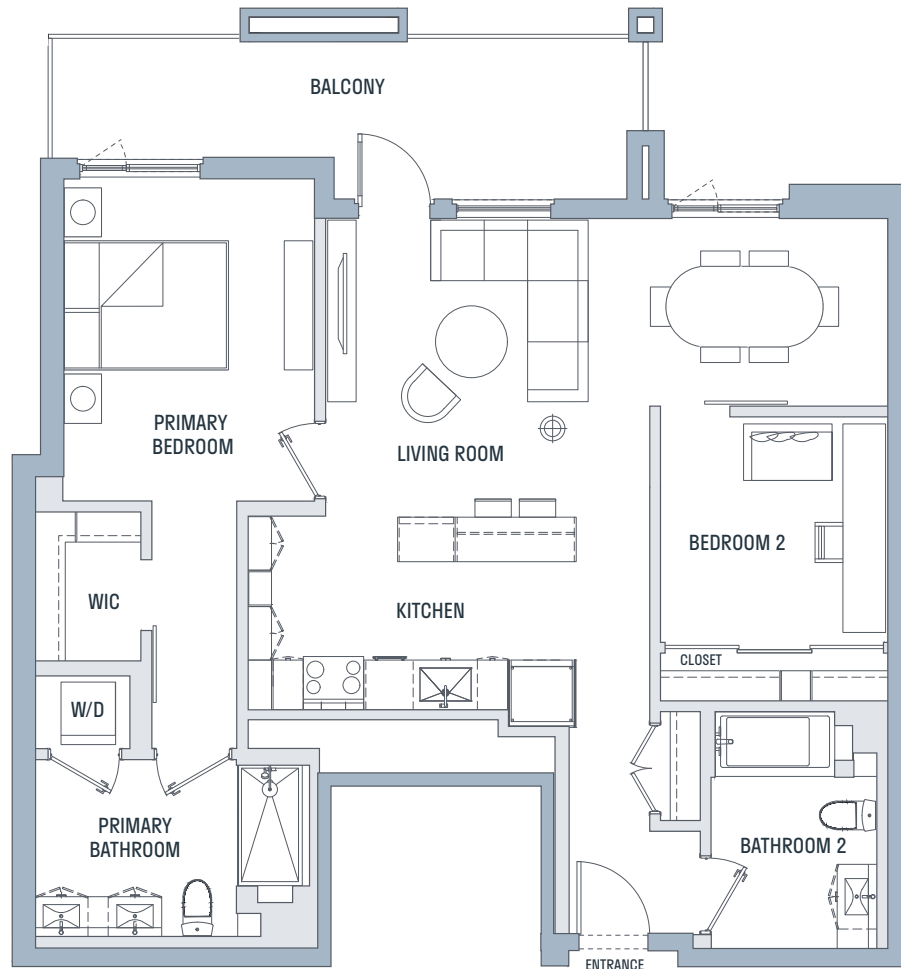 BALCONY
PRIMARY
BEDROOM
LIVING ROOM
BEDROOM 2
WIC
KITCHEN
CLOSET
W/D
PRIMARY
BATHROOM
BATHROOM 2
ENTRANCE